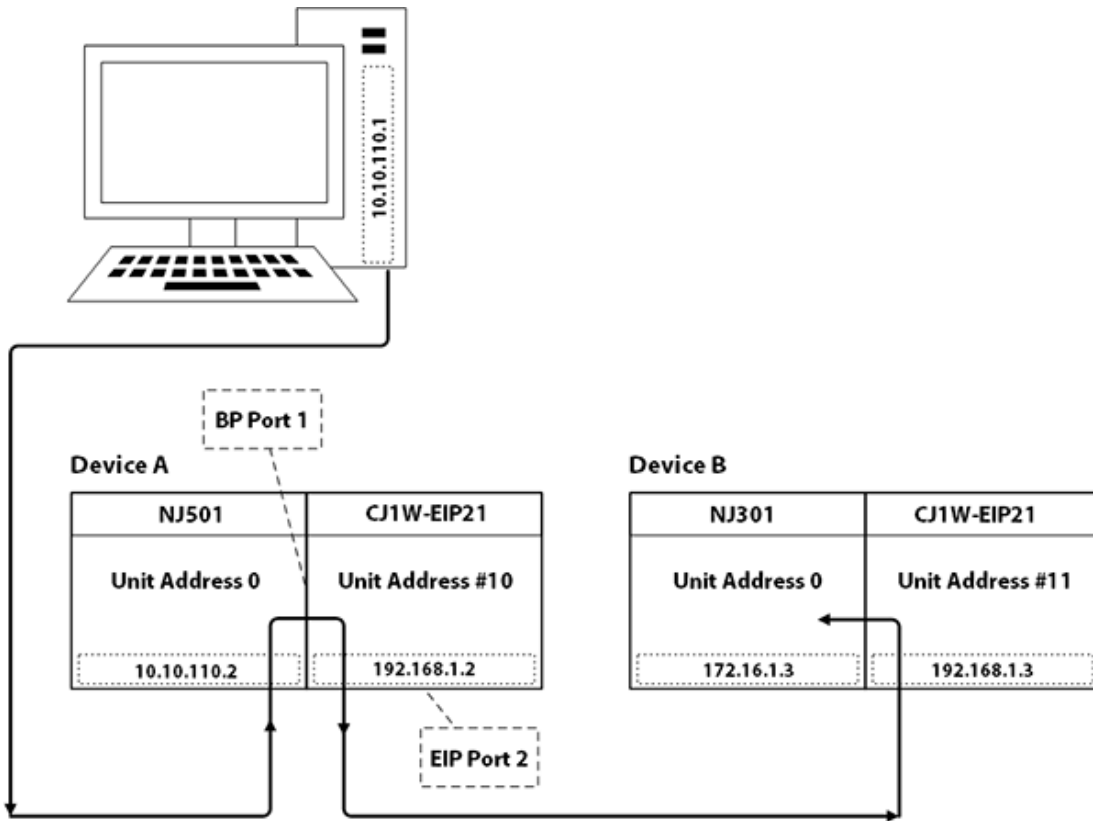 10.10.110.1
BP Port 1
Device A
NJ501
CJ1W-EIP21
Unit Address 0
Unit Address #10
10.10.110.2
192.168.1.2
EIP Port 2
Device B
NJ301
CJ1W-EIP21
Unit Address 0
Unit Address #11
172.16.1.3
192.168.1.3